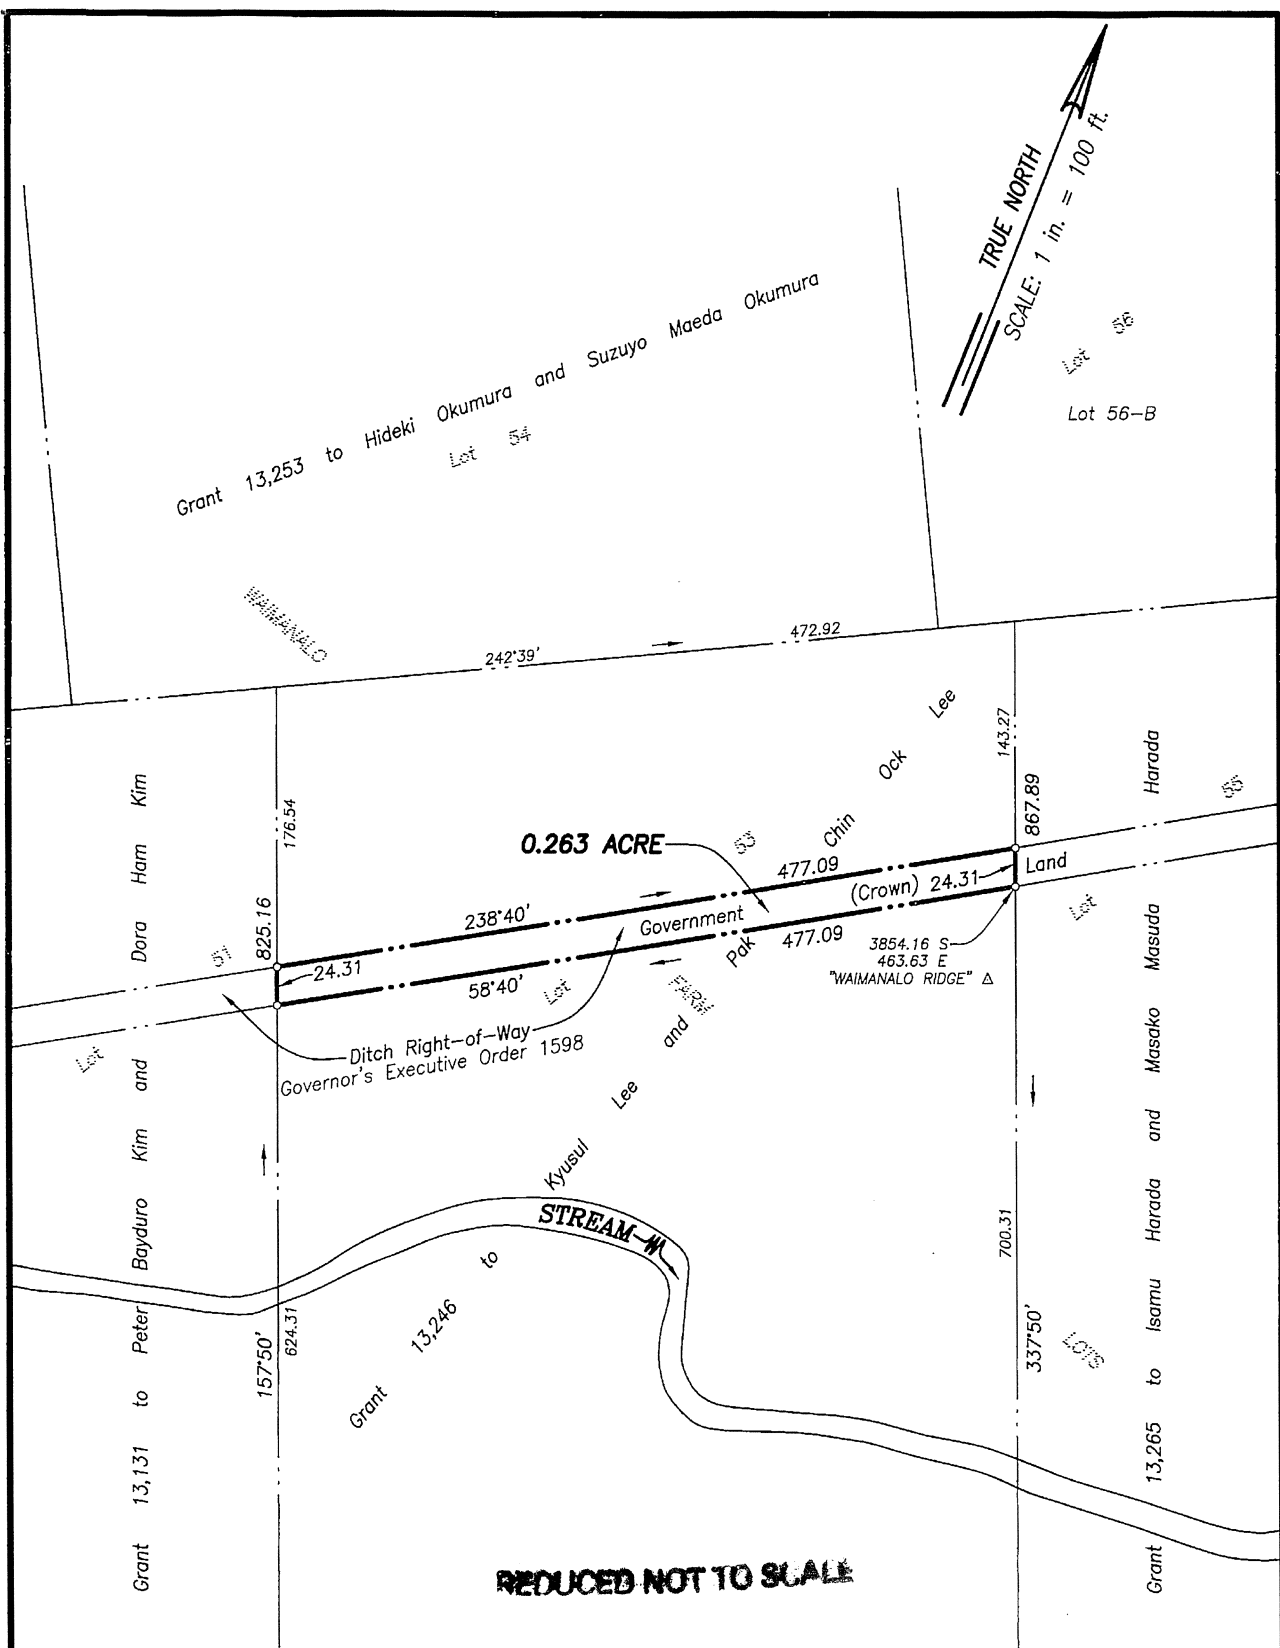 TRUE NORTH
SCALE: 1 in. = 100 ft.
Lot 56
Lot 56-B
Grant 13,253 to Hideki Okumura and Suzuyo Maeda Okumura
Lot 54
WAIMANALO
242°39'
472.92
Grant 13,131 to Peter Bayduro Kim and Dora Ham Kim
Lot 51
825.16
176.54
157°50'
624.31
0.263 ACRE
238°40'
477.09
Government (Crown) Land
58°40'
477.09
24.31
24.31
Lot 53
FARM
Ditch Right-of-Way
Governor's Executive Order 1598
Grant 13,246 to Kyusul Lee and Pak Chin Ock Lee
3854.16 S
463.63 E
"WAIMANALO RIDGE" △
143.27
867.89
700.31
337°50'
Lot 55
LOTS
Grant 13,265 to Isamu Harada and Masako Masuda Harada
STREAM
REDUCED NOT TO SCALE